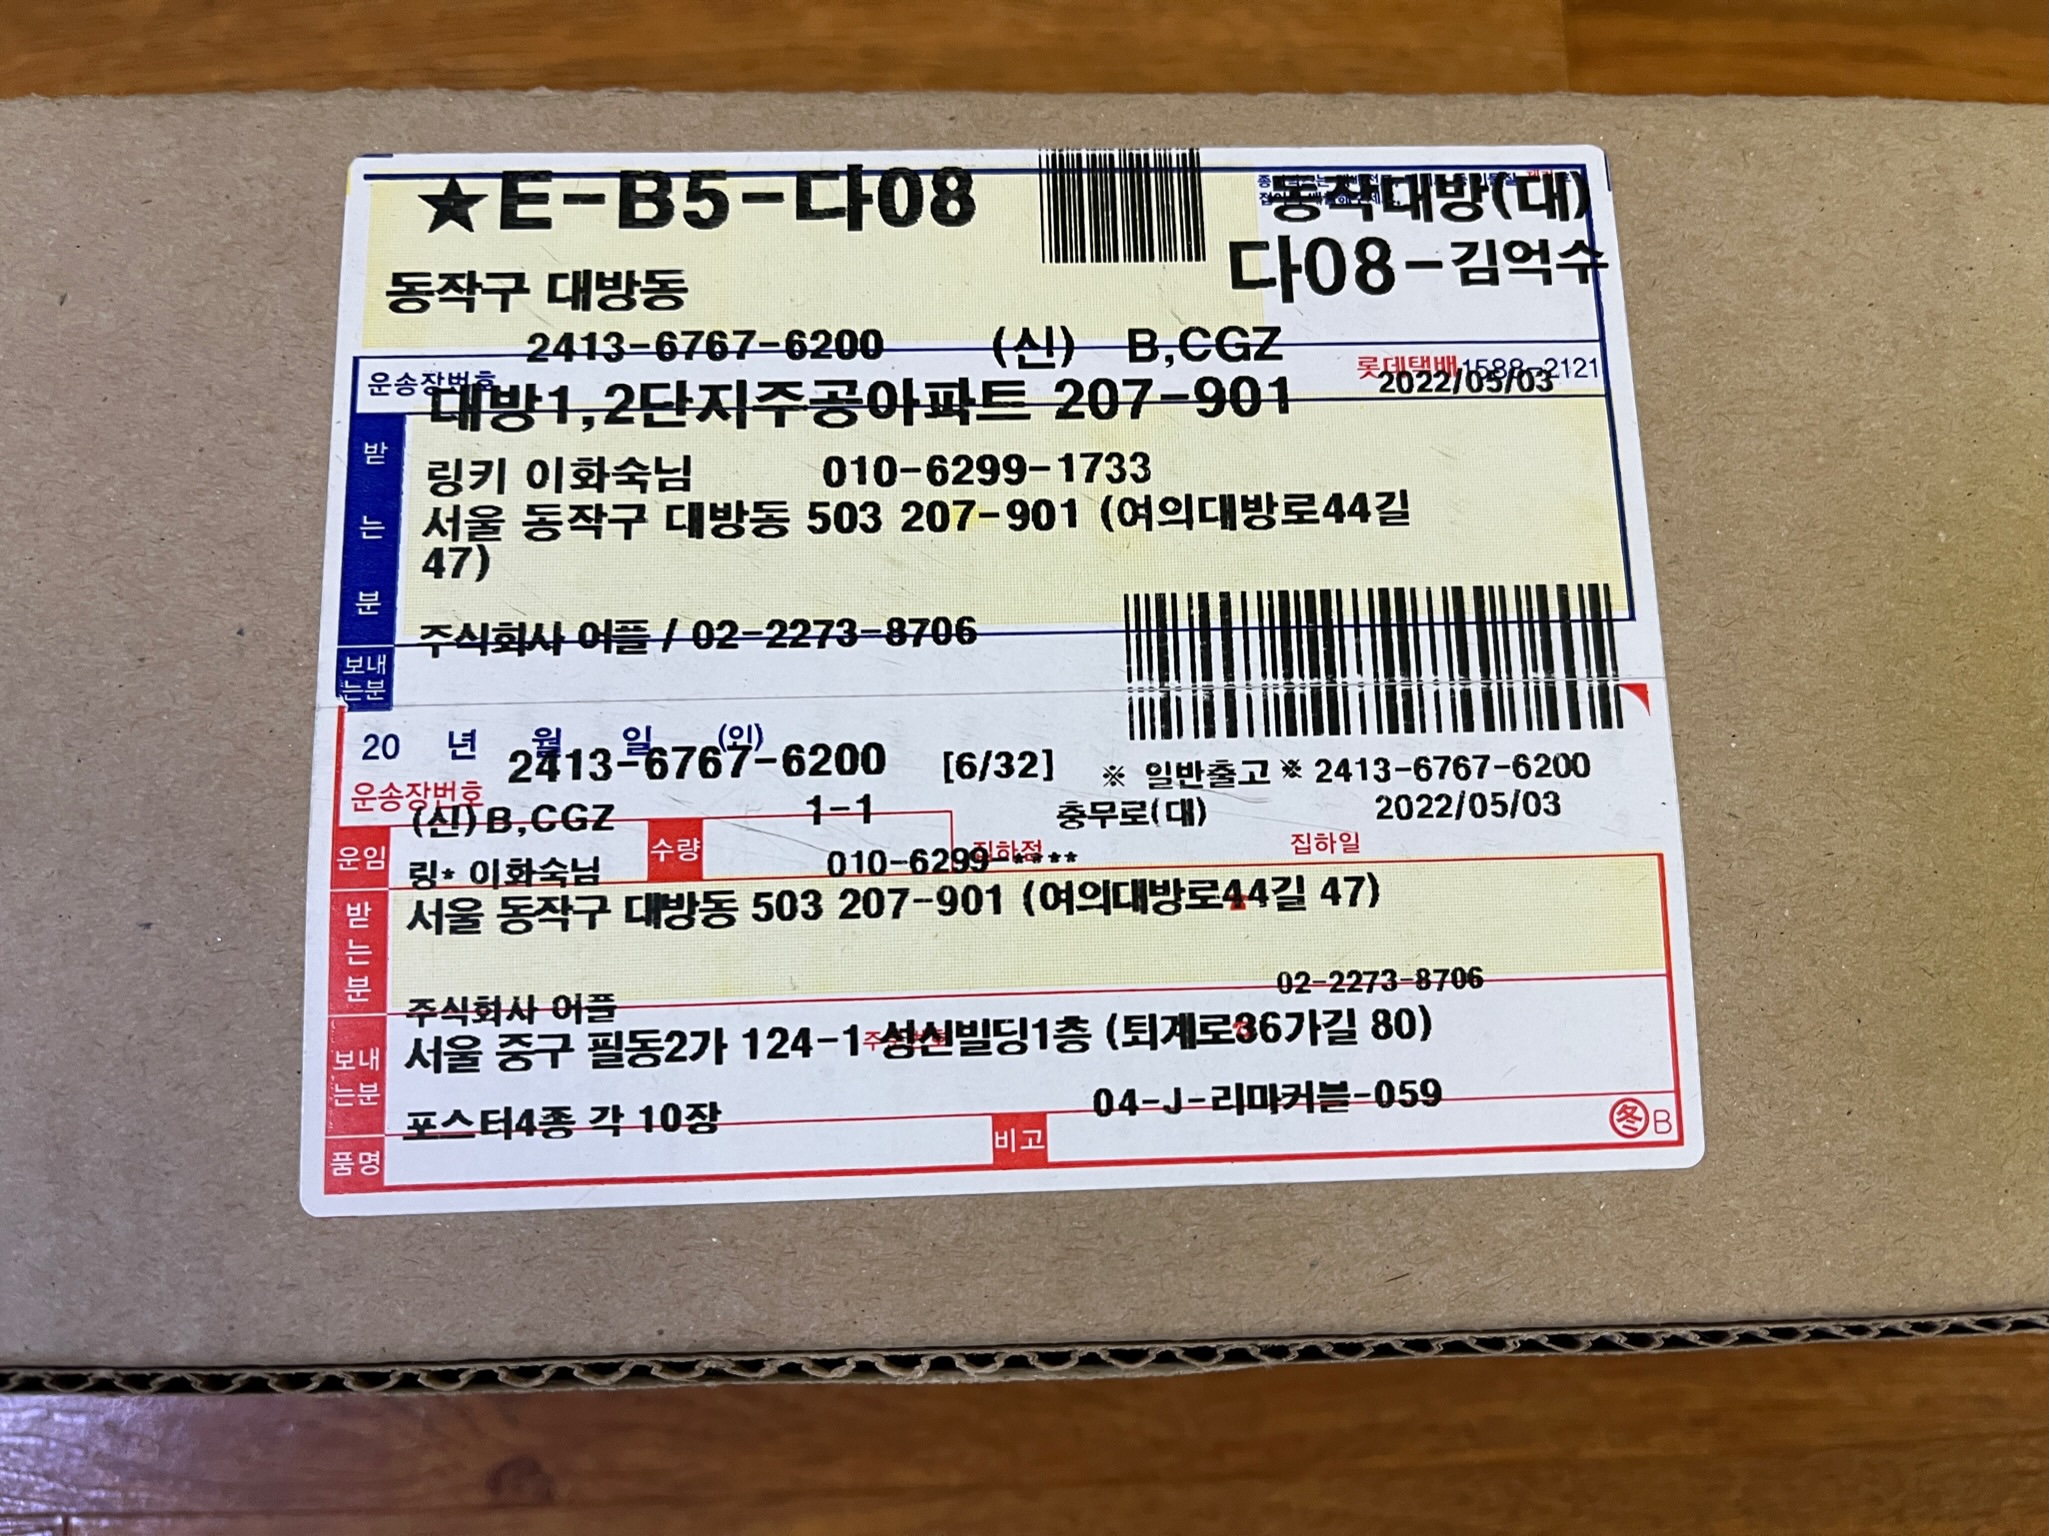 ★E-B5-다08
동작대방(대)
다08-김억수
동작구 대방동
2413-6767-6200 (신) B,CGZ
운송장번호
롯데택배 1588-2121
2022/05/03
대방1,2단지주공아파트 207-901
받는분
링키 이화숙님 010-6299-1733
서울 동작구 대방동 503 207-901 (여의대방로44길
47)
보내는분
주식회사 어플 / 02-2273-8706
20 년 월 일 (인)
운송장번호
2413-6767-6200 [6/32] ※ 일반출고 ※ 2413-6767-6200
(신) B,CGZ 1-1 충무로(대) 2022/05/03
운임 수량 집하점 집하일
링* 이화숙님 010-6299-****
받는분
서울 동작구 대방동 503 207-901 (여의대방로44길 47)
02-2273-8706
보내는분
주식회사 어플
서울 중구 필동2가 124-1 성신빌딩1층 (퇴계로36가길 80)
04-J-리마커블-059
품명
포스터4종 각 10장
비고
冬 B